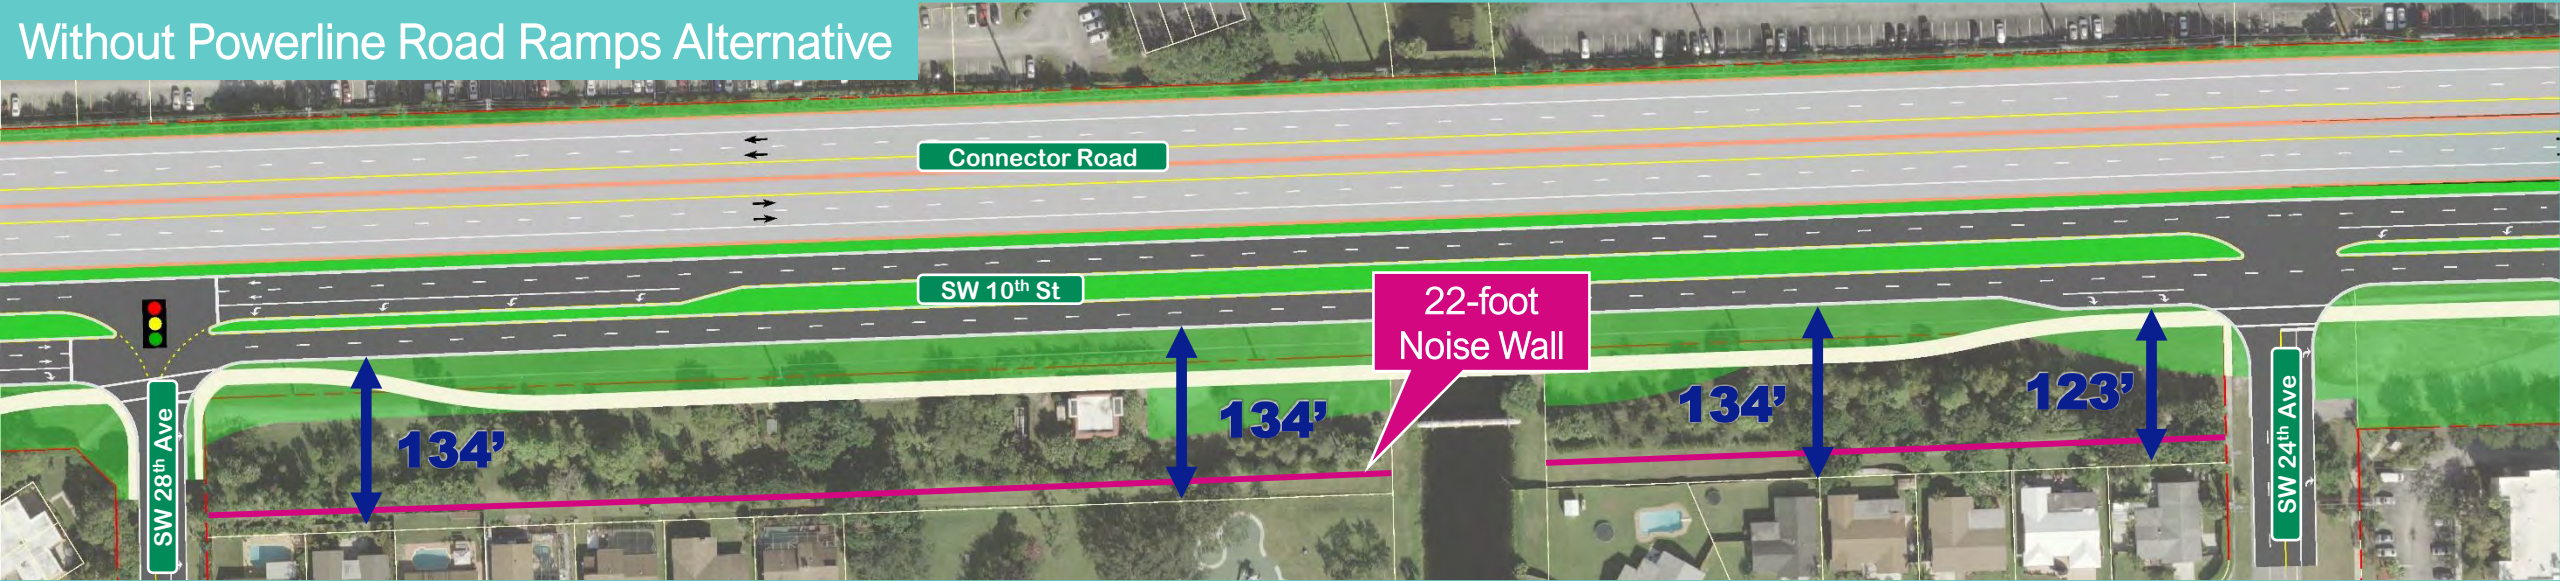 Without Powerline Road Ramps Alternative
Connector Road
SW 10th St
22-foot
Noise Wall
134’
134’
134’
123’
SW 28th Ave
SW 24th Ave